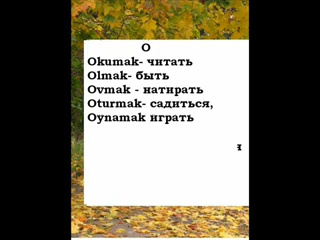 O
Okumak- читать
Olmak- быть
Ovmak - натирать
Oturmak- садиться,
Oynamak играть
и